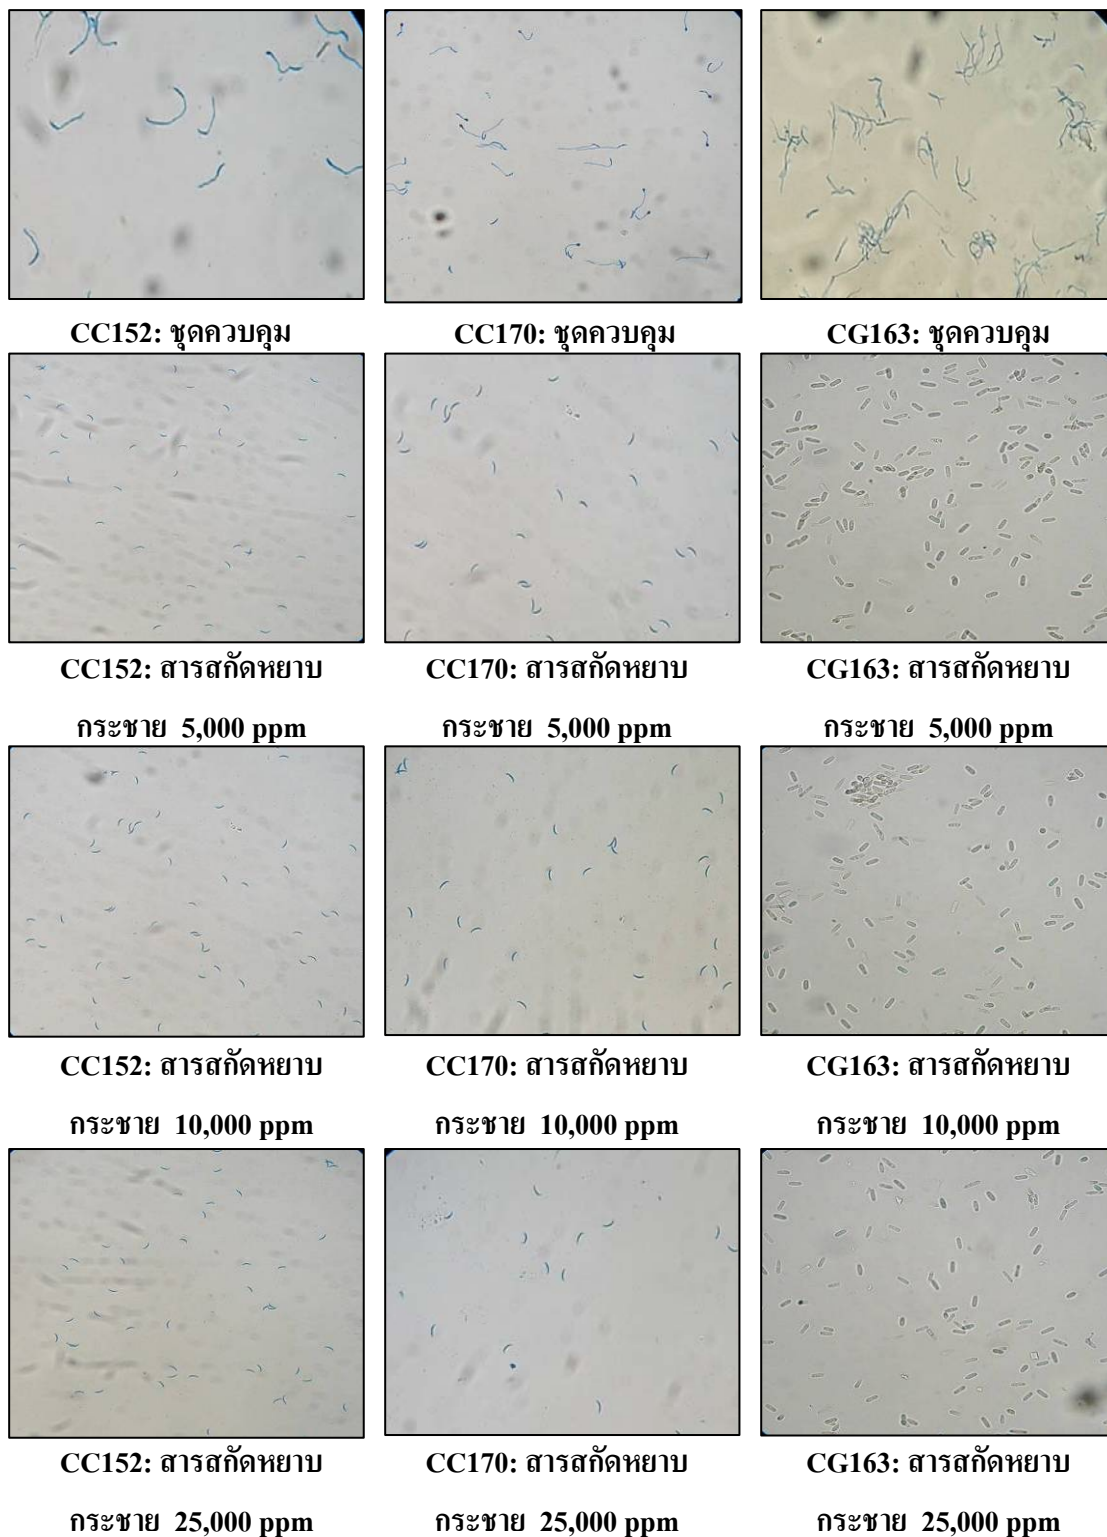 CC152: ชุดควบคุม CC170: ชุดควบคุม CG163: ชุดควบคุม
CC152: สารสกัดหยาบ CC170: สารสกัดหยาบ CG163: สารสกัดหยาบ
กระชาย 5,000 ppm กระชาย 5,000 ppm กระชาย 5,000 ppm
CC152: สารสกัดหยาบ CC170: สารสกัดหยาบ CG163: สารสกัดหยาบ
กระชาย 10,000 ppm กระชาย 10,000 ppm กระชาย 10,000 ppm
CC152: สารสกัดหยาบ CC170: สารสกัดหยาบ CG163: สารสกัดหยาบ
กระชาย 25,000 ppm กระชาย 25,000 ppm กระชาย 25,000 ppm